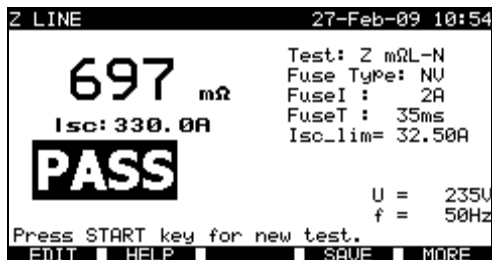 Z LINE 27-Feb-09 10:54
Test: Z mΩL-N
697 mΩ
Fuse Type: NV
FuseI : 2A
FuseT : 35ms
Isc: 330.0A
Isc_lim= 32.50A
PASS
U = 235V
f = 50Hz
Press START key for new test.
EDIT HELP SAVE MORE